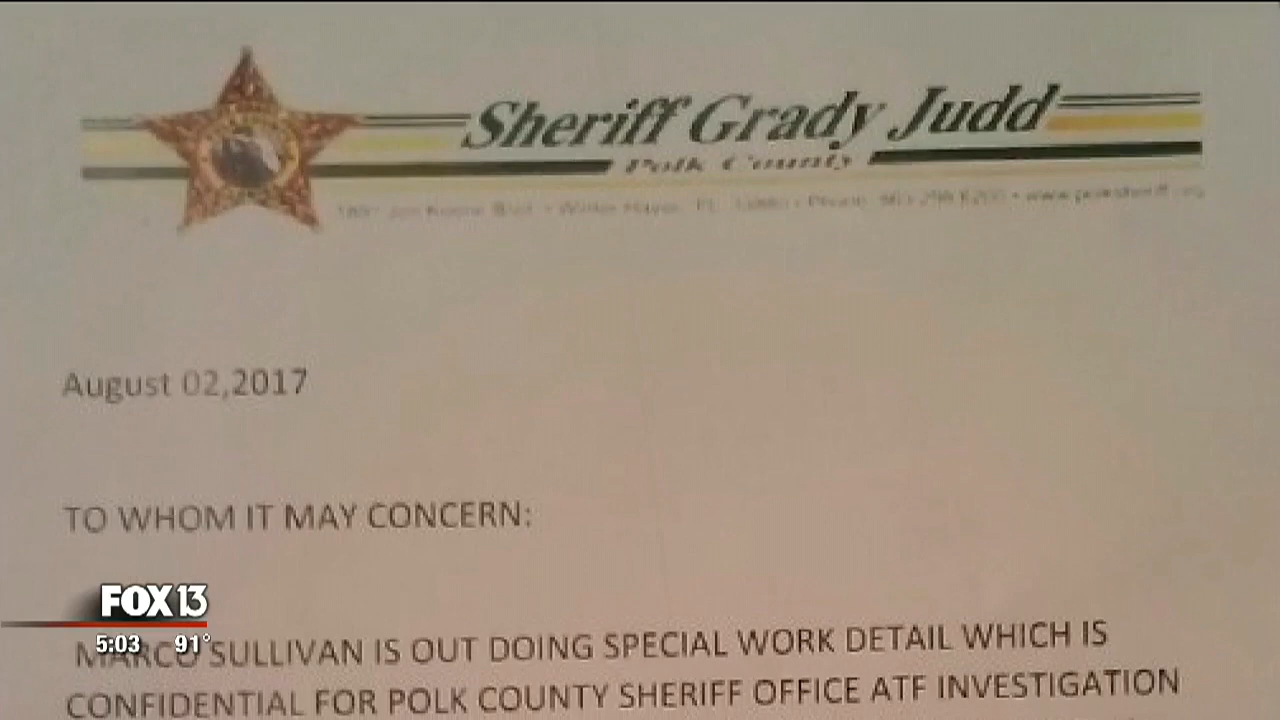 Sheriff Grady Judd
Polk County
August 02,2017
TO WHOM IT MAY CONCERN:
MARCO SULLIVAN IS OUT DOING SPECIAL WORK DETAIL WHICH IS
CONFIDENTIAL FOR POLK COUNTY SHERIFF OFFICE ATF INVESTIGATION
FOX 13
5:03 91°